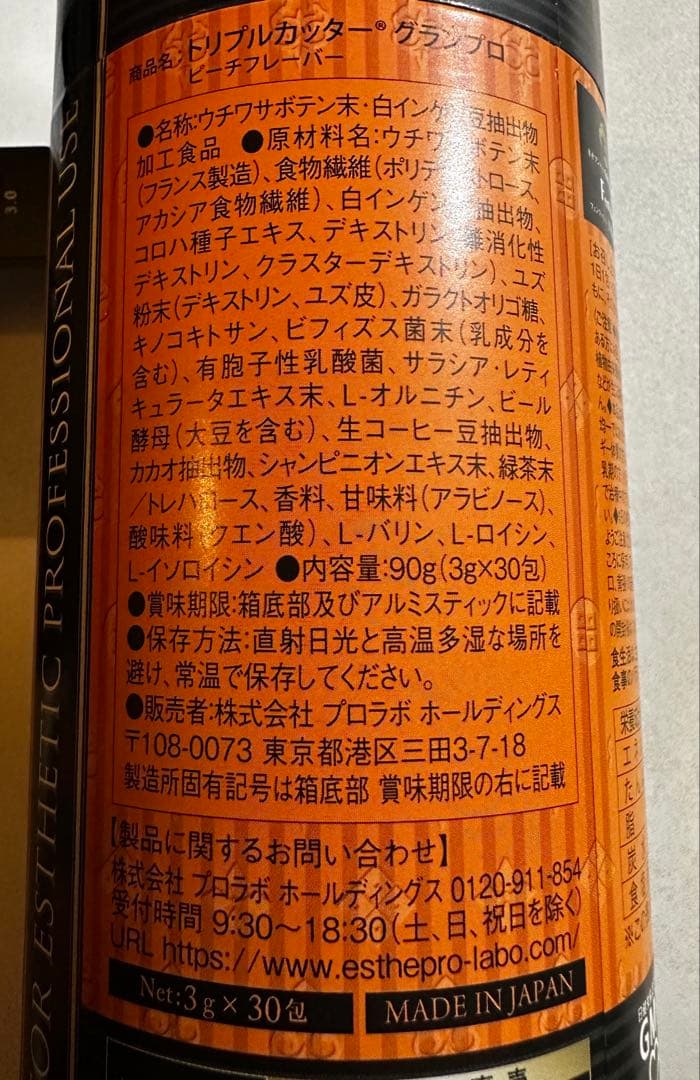 商品名:トリプルカッター®グランプロ
ピーチフレーバー
●名称:ウチワサボテン末・白インゲン豆抽出物
加工食品 ●原材料名:ウチワサボテン末
(フランス製造)、食物繊維(ポリデキストロース、
アカシア食物繊維)、白インゲン豆抽出物、
コロハ種子エキス、デキストリン、難消化性
デキストリン、クラスターデキストリン)、ユズ
粉末(デキストリン、ユズ皮)、ガラクトオリゴ糖、
キノコキトサン、ビフィズス菌末(乳成分を
含む)、有胞子性乳酸菌、サラシア・レティ
キュラータエキス末、L-オルニチン、ビール
酵母(大豆を含む)、生コーヒー豆抽出物、
カカオ抽出物、シャンピニオンエキス末、緑茶末
/トレハロース、香料、甘味料(アラビノース)、
酸味料(クエン酸)、L-バリン、L-ロイシン、
L-イソロイシン ●内容量:90g(3g×30包)
●賞味期限:箱底部及びアルミスティックに記載
●保存方法:直射日光と高温多湿な場所を
避け、常温で保存してください。
●販売者:株式会社 プロラボ ホールディングス
〒108-0073 東京都港区三田3-7-18
製造所固有記号は箱底部 賞味期限の右に記載
【製品に関するお問い合わせ】
株式会社 プロラボ ホールディングス 0120-911-854
受付時間 9:30〜18:30(土、日、祝日を除く)
URL https://www.esthepro-labo.com/
Net:3g×30包
MADE IN JAPAN
FOR ESTHETIC PROFESSIONAL USE
3.0